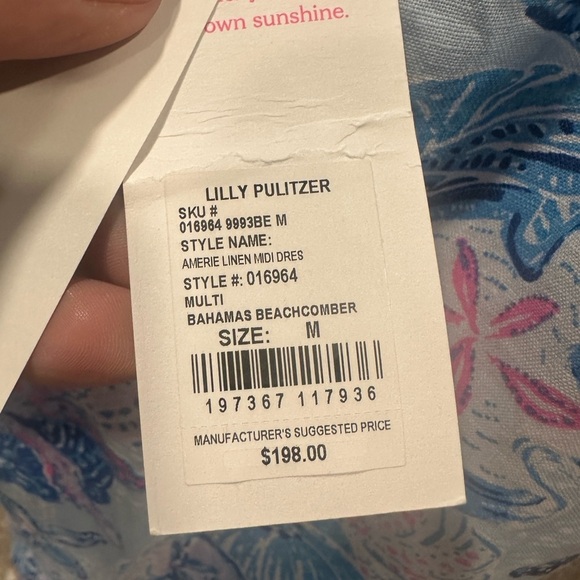 own sunshine.
LILLY PULITZER
SKU #
016964 9993BE M
STYLE NAME:
AMERIE LINEN MIDI DRES
STYLE #: 016964
MULTI
BAHAMAS BEACHCOMBER
SIZE: M
197367 117936
MANUFACTURER'S SUGGESTED PRICE
$198.00